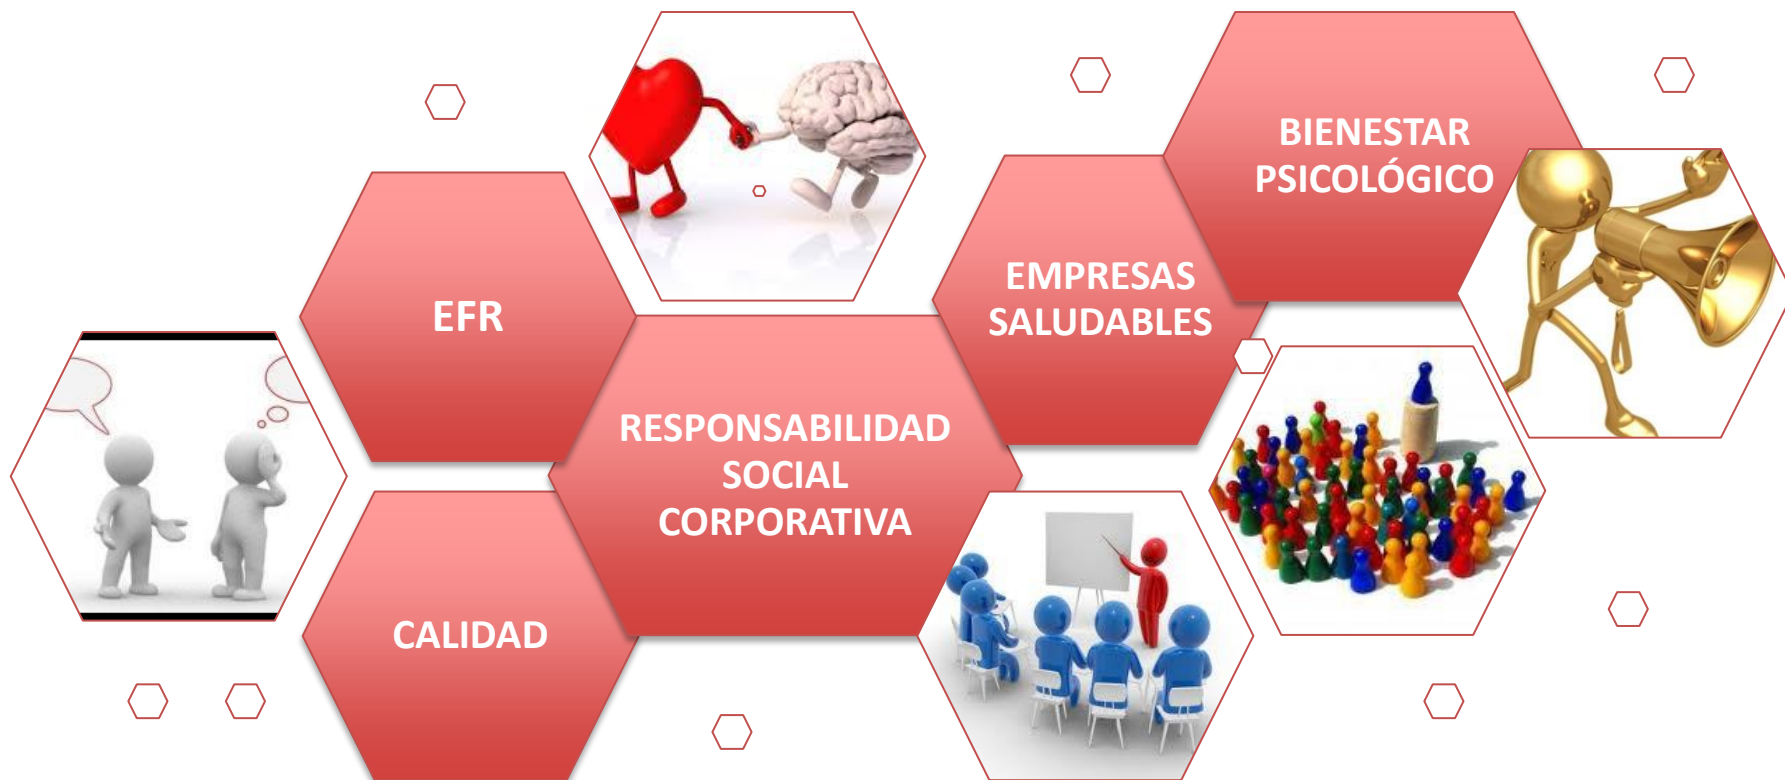 EFR
CALIDAD
RESPONSABILIDAD
SOCIAL
CORPORATIVA
EMPRESAS
SALUDABLES
BIENESTAR
PSICOLÓGICO